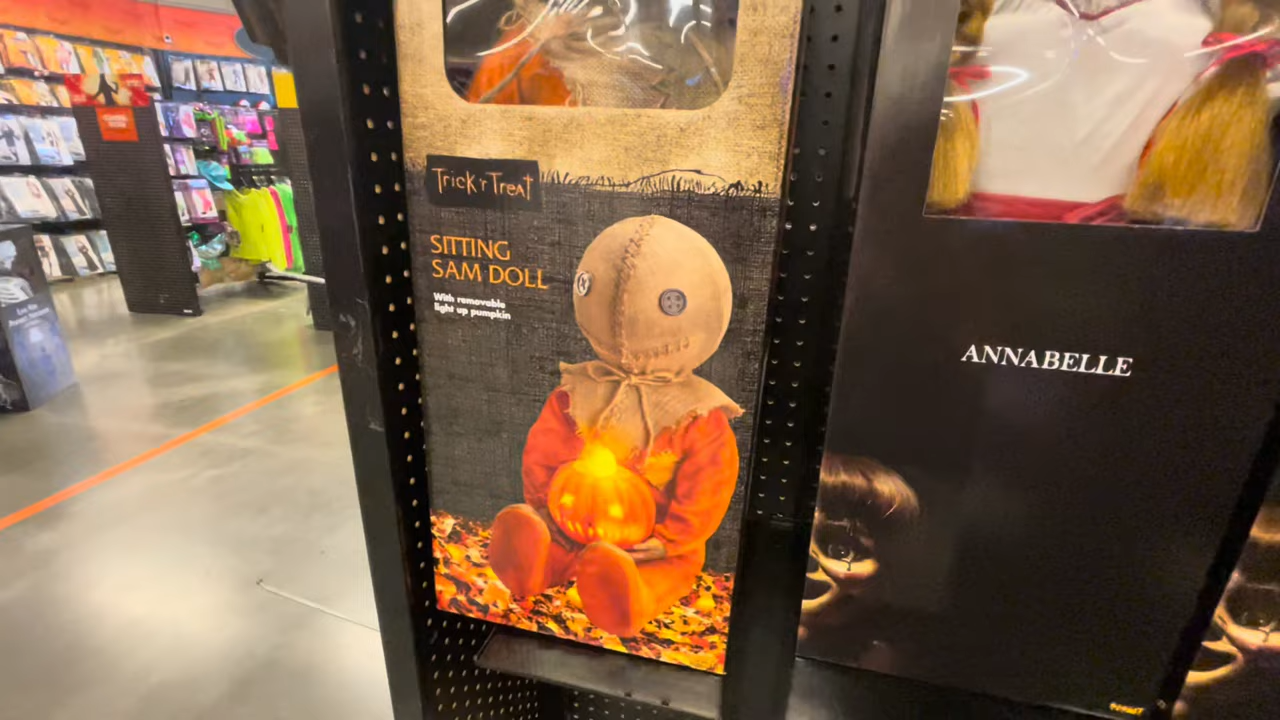 Trick 'r Treat
SITTING
SAM DOLL
With removable
light up pumpkin
ANNABELLE